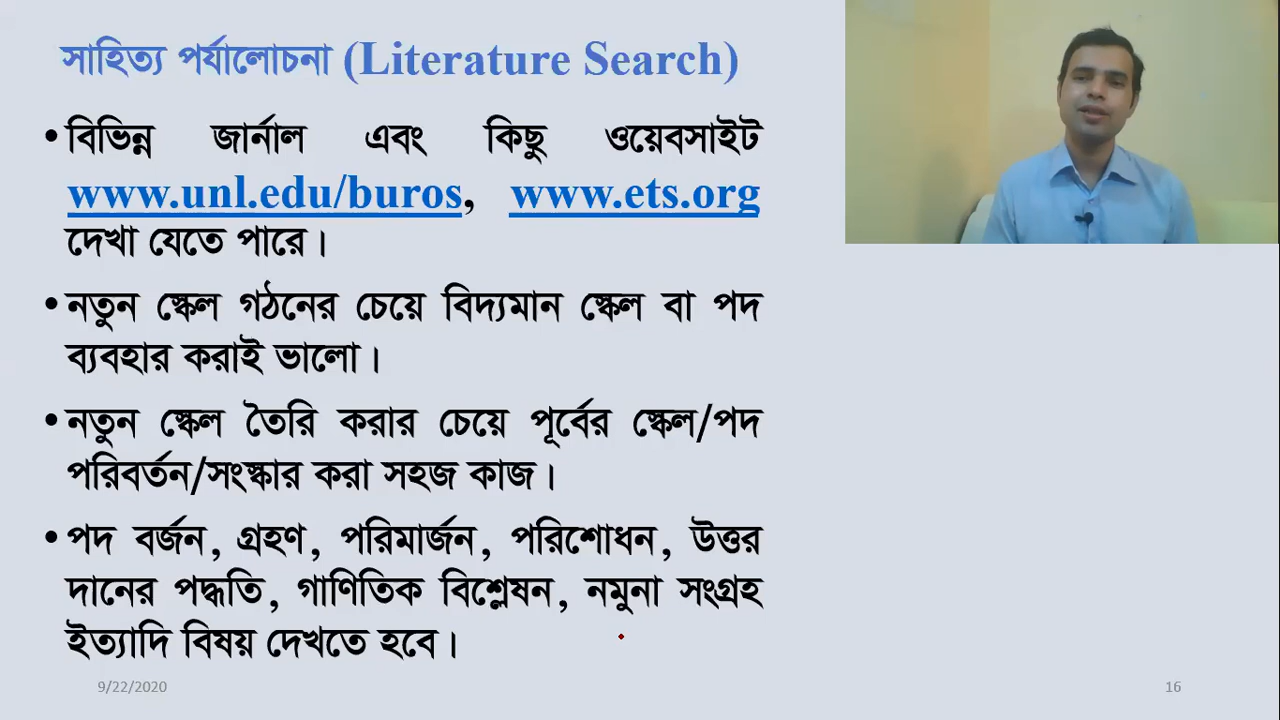 সাহিত্য পর্যালোচনা (Literature Search)
•বিভিন্ন জার্নাল এবং কিছু ওয়েবসাইট
www.unl.edu/buros, www.ets.org
দেখা যেতে পারে।
•নতুন স্কেল গঠনের চেয়ে বিদ্যমান স্কেল বা পদ
ব্যবহার করাই ভালো।
•নতুন স্কেল তৈরি করার চেয়ে পূর্বের স্কেল/পদ
পরিবর্তন/সংস্কার করা সহজ কাজ।
•পদ বর্জন, গ্রহণ, পরিমার্জন, পরিশোধন, উত্তর
দানের পদ্ধতি, গাণিতিক বিশ্লেষন, নমুনা সংগ্রহ
ইত্যাদি বিষয় দেখতে হবে।
9/22/2020
16